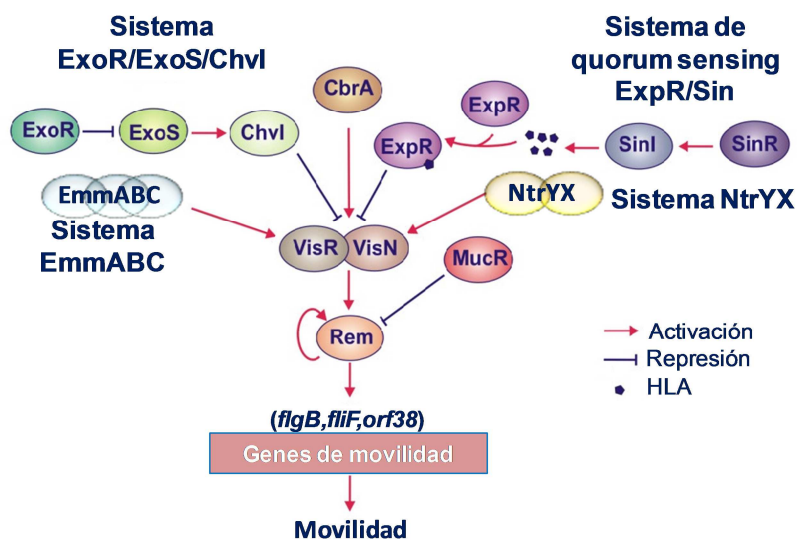 Sistema
ExoR/ExoS/ChvI
Sistema de
quorum sensing
ExpR/Sin
CbrA
ExpR
ExoR
ExoS
ChvI
ExpR
SinI
SinR
EmmABC
NtrYX
Sistema NtrYX
Sistema
EmmABC
VisR
VisN
MucR
Rem
Activación
Represión
HLA
(flgB,fliF,orf38)
Genes de movilidad
Movilidad